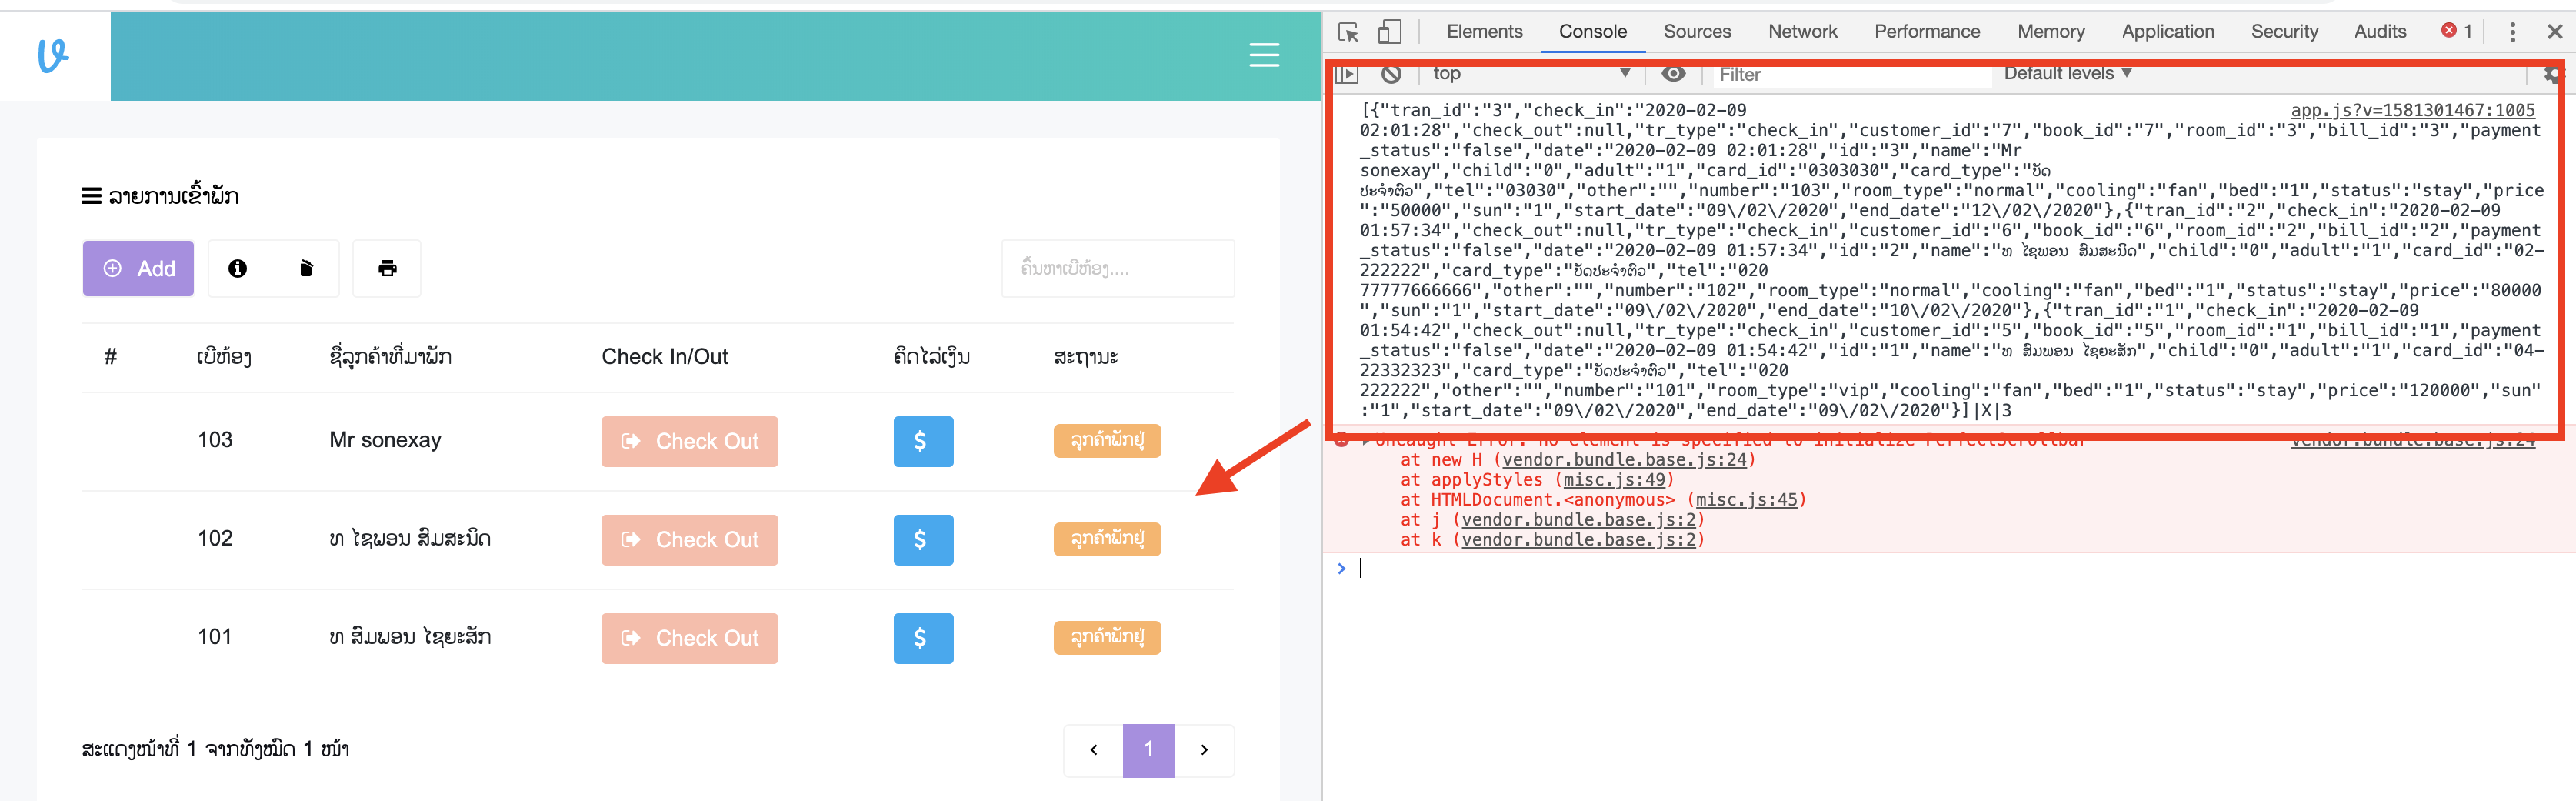 Elements Console Sources Network Performance Memory Application Security Audits 1
top Filter Default levels
ລາຍການເຂົ້າພັກ
Add
ຄົ້ນຫາເບີຫ້ອງ....
# ເບີຫ້ອງ ຊື່ລູກຄ້າທີ່ມາພັກ Check In/Out ຄິດໄລ່ເງິນ ສະຖານະ
103 Mr sonexay Check Out $ ລູກຄ້າພັກຢູ່
102 ທ ໄຊພອນ ສົມສະນິດ Check Out $ ລູກຄ້າພັກຢູ່
101 ທ ສົມພອນ ໄຊຍະສັກ Check Out $ ລູກຄ້າພັກຢູ່
ສະແດງໜ້າທີ່ 1 ຈາກທັງໝົດ 1 ໜ້າ
1
[{"tran_id":"3","check_in":"2020-02-09 app.js?v=1581301467:1005
02:01:28","check_out":null,"tr_type":"check_in","customer_id":"7","book_id":"7","room_id":"3","bill_id":"3","payment
_status":"false","date":"2020-02-09 02:01:28","id":"3","name":"Mr
sonexay","child":"0","adult":"1","card_id":"0303030","card_type":"ບັດ
ປະຈຳຕົວ","tel":"03030","other":"","number":"103","room_type":"normal","cooling":"fan","bed":"1","status":"stay","price
":"50000","sun":"1","start_date":"09\/02\/2020","end_date":"12\/02\/2020"},{"tran_id":"2","check_in":"2020-02-09
01:57:34","check_out":null,"tr_type":"check_in","customer_id":"6","book_id":"6","room_id":"2","bill_id":"2","payment
_status":"false","date":"2020-02-09 01:57:34","id":"2","name":"ທ ໄຊພອນ ສົມສະນິດ","child":"0","adult":"1","card_id":"02-
222222","card_type":"ບັດປະຈຳຕົວ","tel":"020
77777666666","other":"","number":"102","room_type":"normal","cooling":"fan","bed":"1","status":"stay","price":"80000
","sun":"1","start_date":"09\/02\/2020","end_date":"10\/02\/2020"},{"tran_id":"1","check_in":"2020-02-09
01:54:42","check_out":null,"tr_type":"check_in","customer_id":"5","book_id":"5","room_id":"1","bill_id":"1","payment
_status":"false","date":"2020-02-09 01:54:42","id":"1","name":"ທ ສົມພອນ ໄຊຍະສັກ","child":"0","adult":"1","card_id":"04-
22332323","card_type":"ບັດປະຈຳຕົວ","tel":"020
222222","other":"","number":"101","room_type":"vip","cooling":"fan","bed":"1","status":"stay","price":"120000","sun"
:"1","start_date":"09\/02\/2020","end_date":"09\/02\/2020"}]|X|3
Uncaught Error: no element is specified to initialize PerfectScrollbar vendor.bundle.base.js:24
at new H (vendor.bundle.base.js:24)
at applyStyles (misc.js:49)
at HTMLDocument.<anonymous> (misc.js:45)
at j (vendor.bundle.base.js:2)
at k (vendor.bundle.base.js:2)